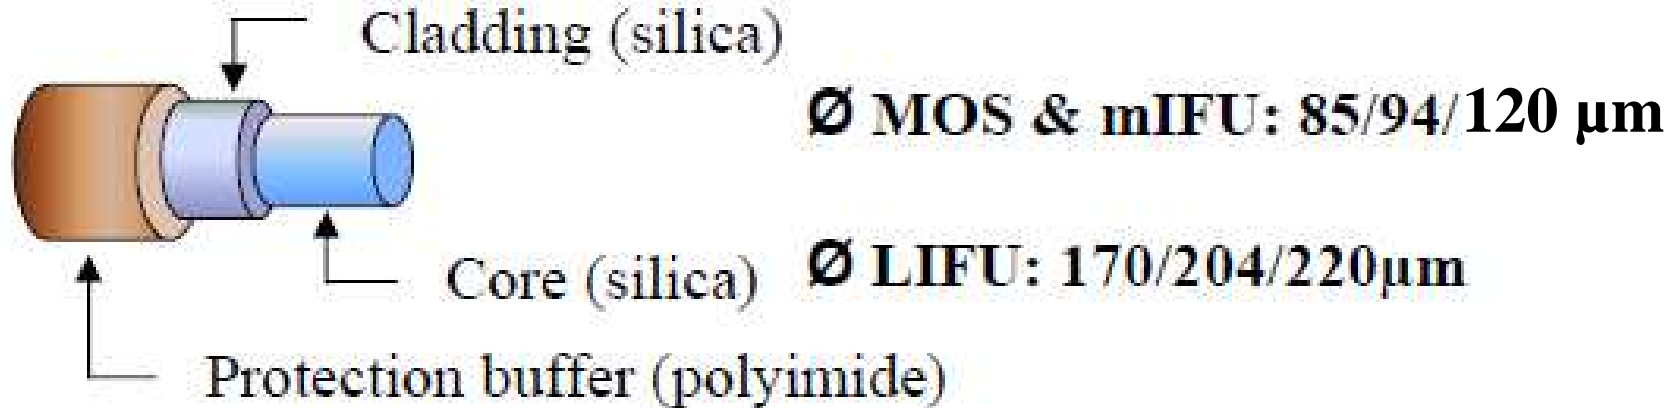 Cladding (silica)
Ø MOS & mIFU: 85/94/120 µm
Core (silica)
Ø LIFU: 170/204/220µm
Protection buffer (polyimide)